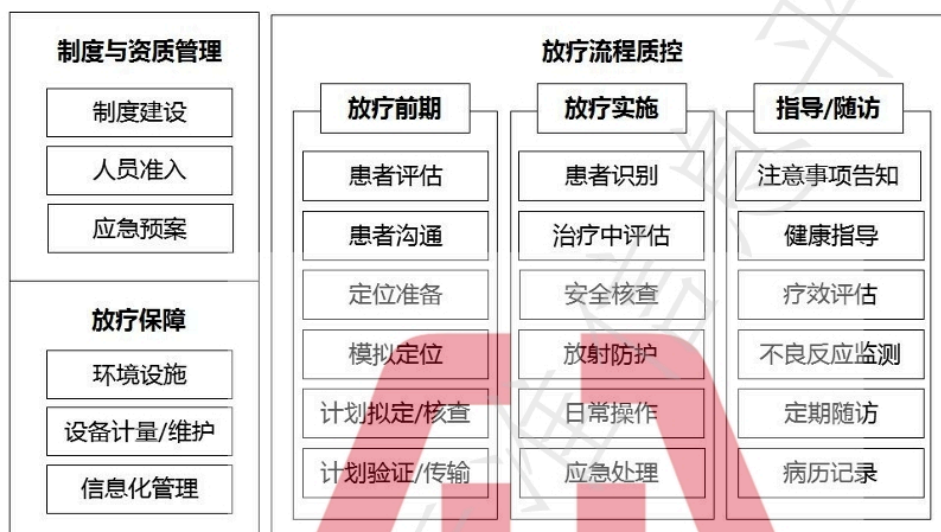 制度与资质管理
制度建设
人员准入
应急预案
放疗保障
环境设施
设备计量/维护
信息化管理
放疗流程质控
放疗前期
患者评估
患者沟通
定位准备
模拟定位
计划拟定/核查
计划验证/传输
放疗实施
患者识别
治疗中评估
安全核查
放射防护
日常操作
应急处理
指导/随访
注意事项告知
健康指导
疗效评估
不良反应监测
定期随访
病历记录